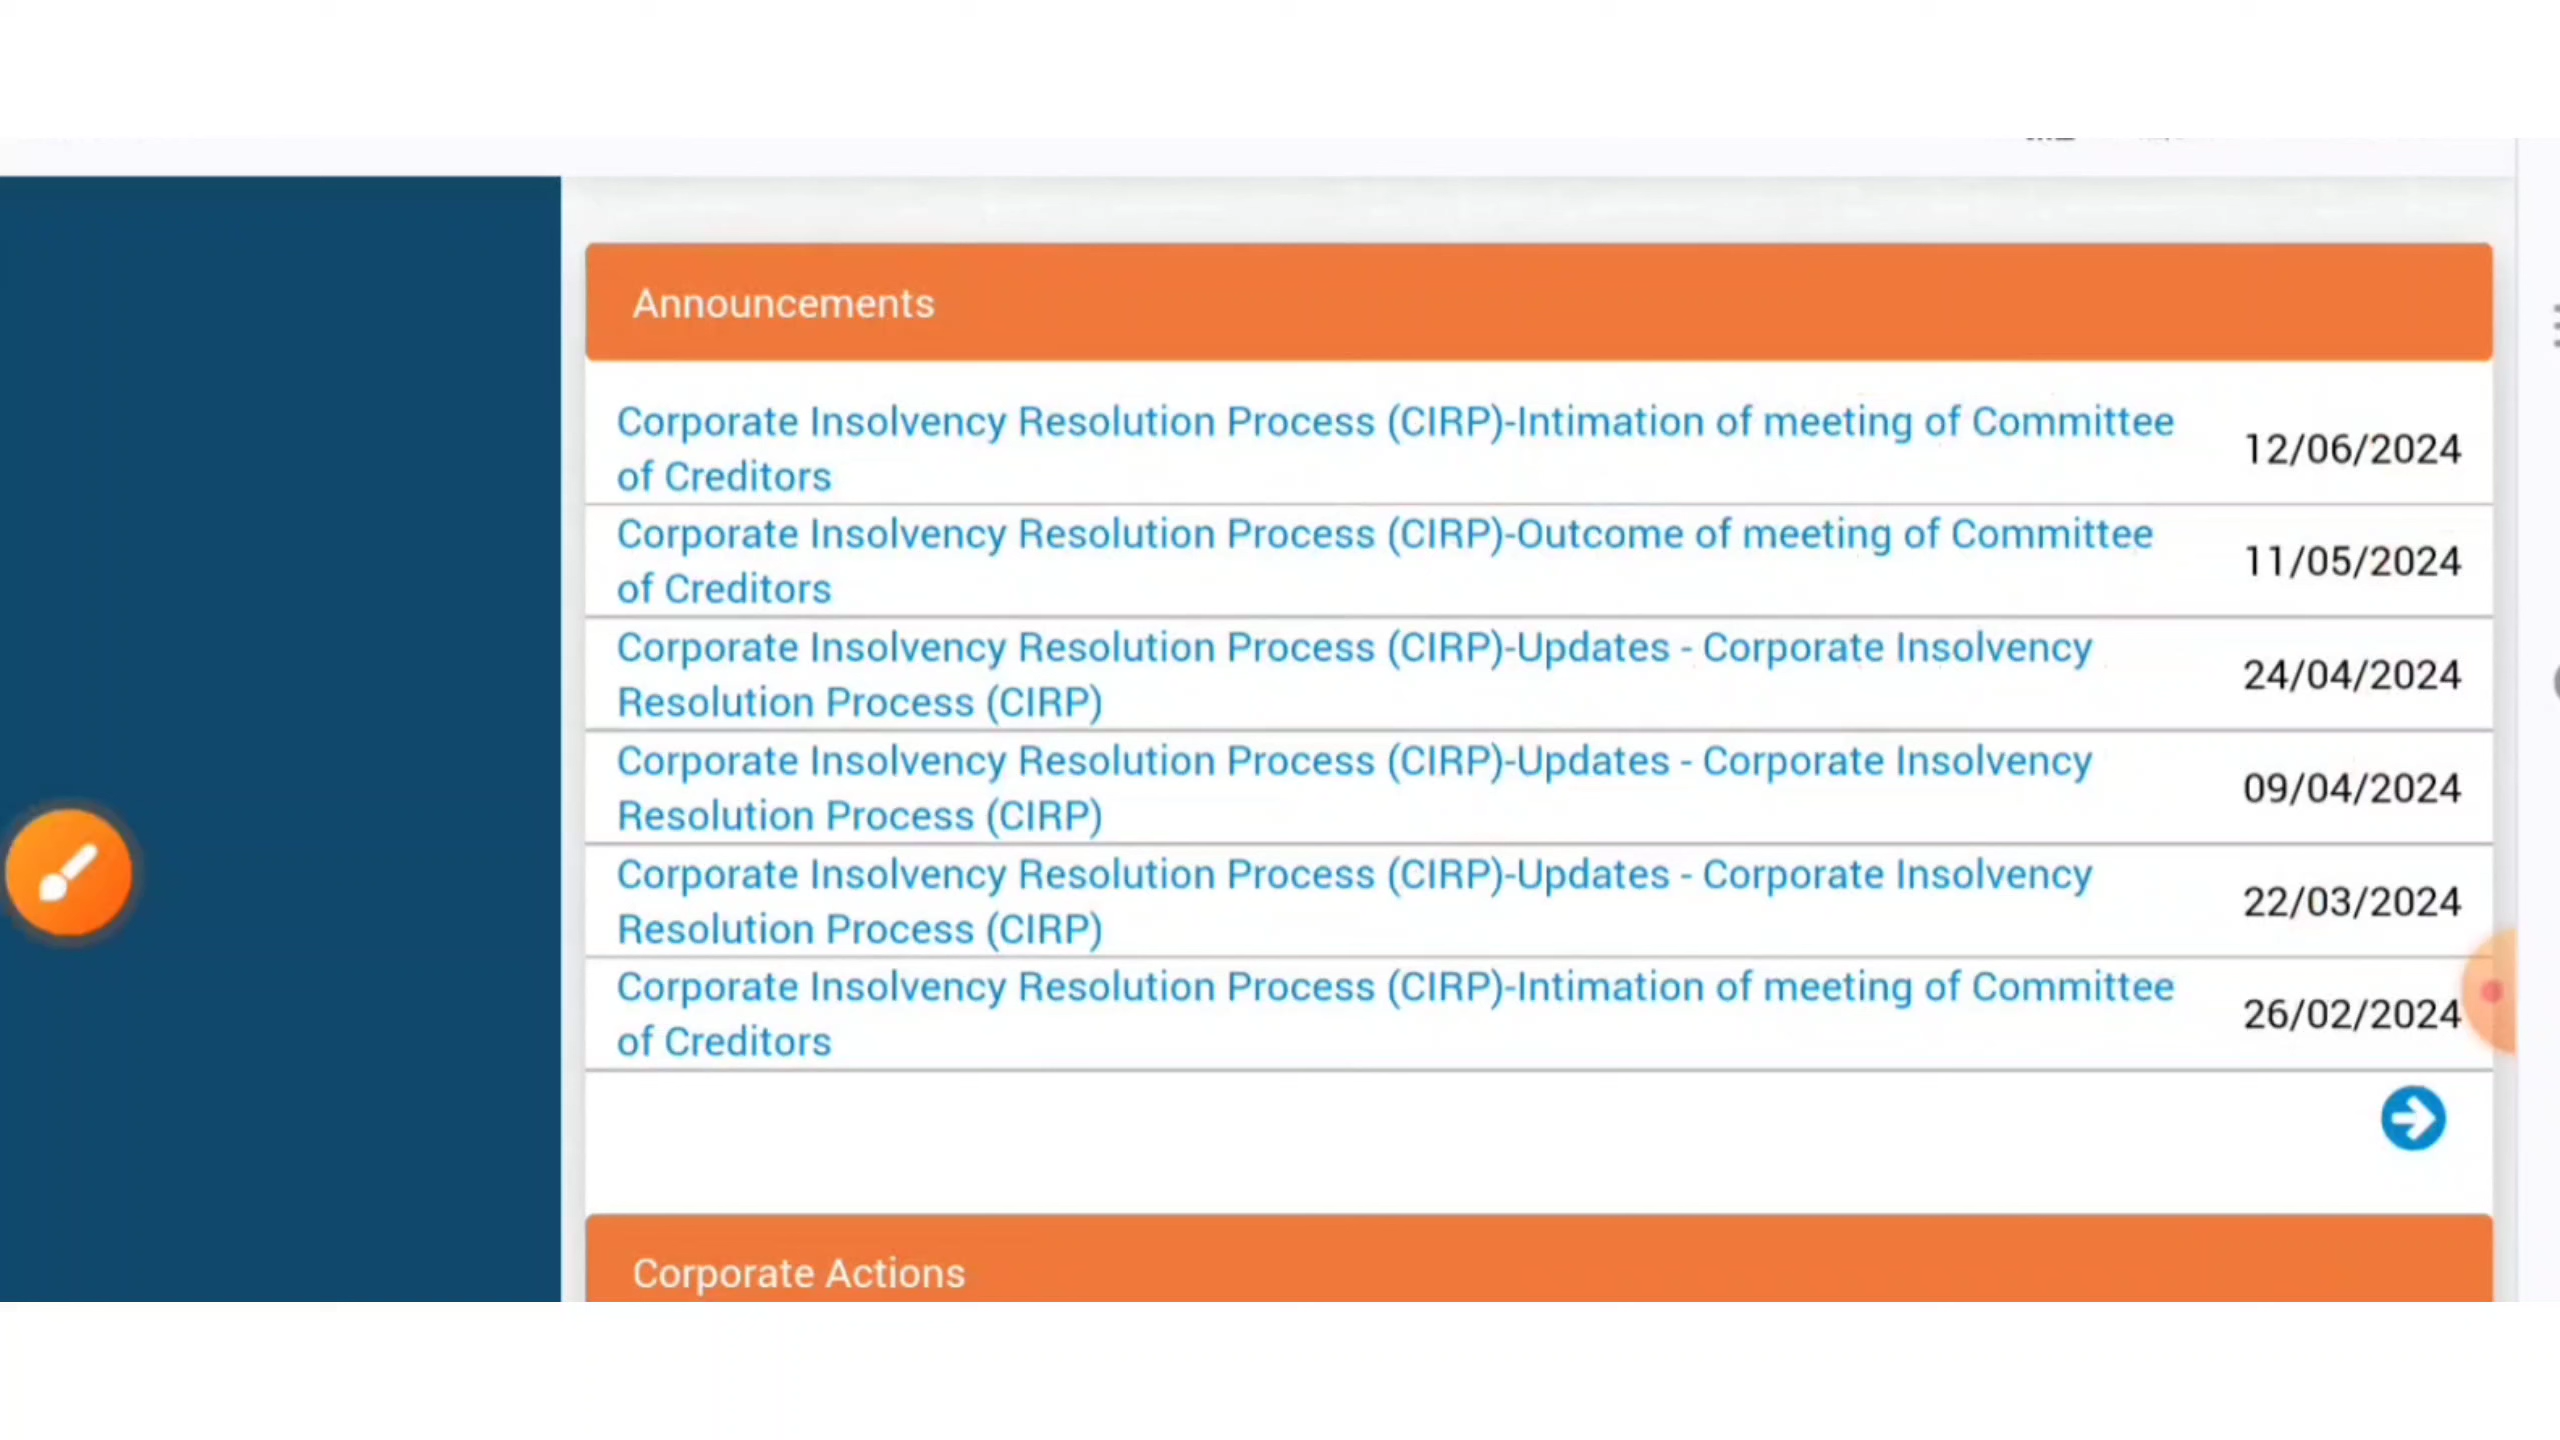 Announcements
Corporate Insolvency Resolution Process (CIRP)-Intimation of meeting of Committee
of Creditors
12/06/2024
Corporate Insolvency Resolution Process (CIRP)-Outcome of meeting of Committee
of Creditors
11/05/2024
Corporate Insolvency Resolution Process (CIRP)-Updates - Corporate Insolvency
Resolution Process (CIRP)
24/04/2024
Corporate Insolvency Resolution Process (CIRP)-Updates - Corporate Insolvency
Resolution Process (CIRP)
09/04/2024
Corporate Insolvency Resolution Process (CIRP)-Updates - Corporate Insolvency
Resolution Process (CIRP)
22/03/2024
Corporate Insolvency Resolution Process (CIRP)-Intimation of meeting of Committee
of Creditors
26/02/2024
Corporate Actions